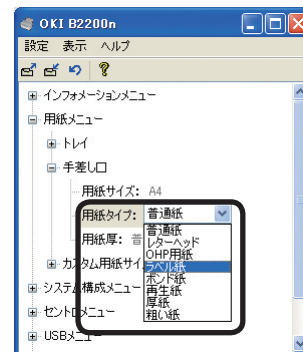 OKI B2200n
設定 表示 ヘルプ
インフォメーションメニュー
用紙メニュー
トレイ
手差し口
用紙サイズ: A4
用紙タイプ: 普通紙
用紙厚: 普
普通紙
レターヘッド
OHP用紙
ラベル紙
ボンド紙
再生紙
厚紙
粗い紙
カスタム用紙サイ
システム構成メニュー
セントロメニュー
USBメニュー